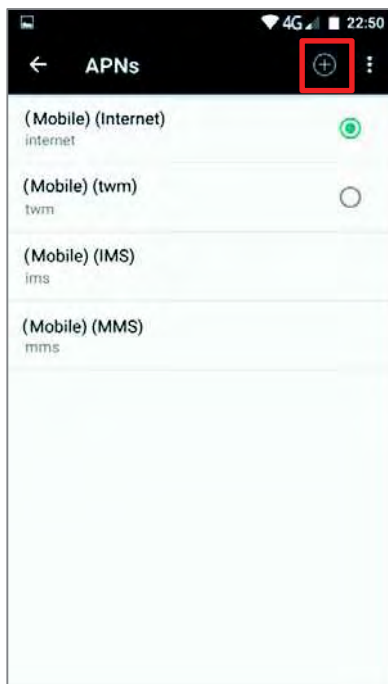 4G 22:50
APNs
(Mobile) (Internet)
internet
(Mobile) (twm)
twm
(Mobile) (IMS)
ims
(Mobile) (MMS)
mms